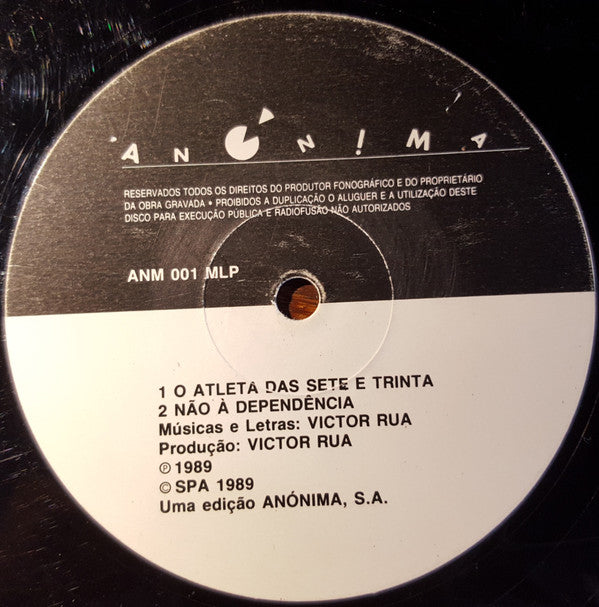 ANÓN!MA
RESERVADOS TODOS OS DIREITOS DO PRODUTOR FONOGRÁFICO E DO PROPRIETÁRIO
DA OBRA GRAVADA • PROIBIDOS A DUPLICAÇÃO O ALUGUER E A UTILIZAÇÃO DESTE
DISCO PARA EXECUÇÃO PÚBLICA E RADIOFUSÃO NÃO AUTORIZADOS
ANM 001 MLP
1 O ATLETA DAS SETE E TRINTA
2 NÃO À DEPENDÊNCIA
Músicas e Letras: VICTOR RUA
Produção: VICTOR RUA
℗ 1989
© SPA 1989
Uma edição ANÓNIMA, S.A.